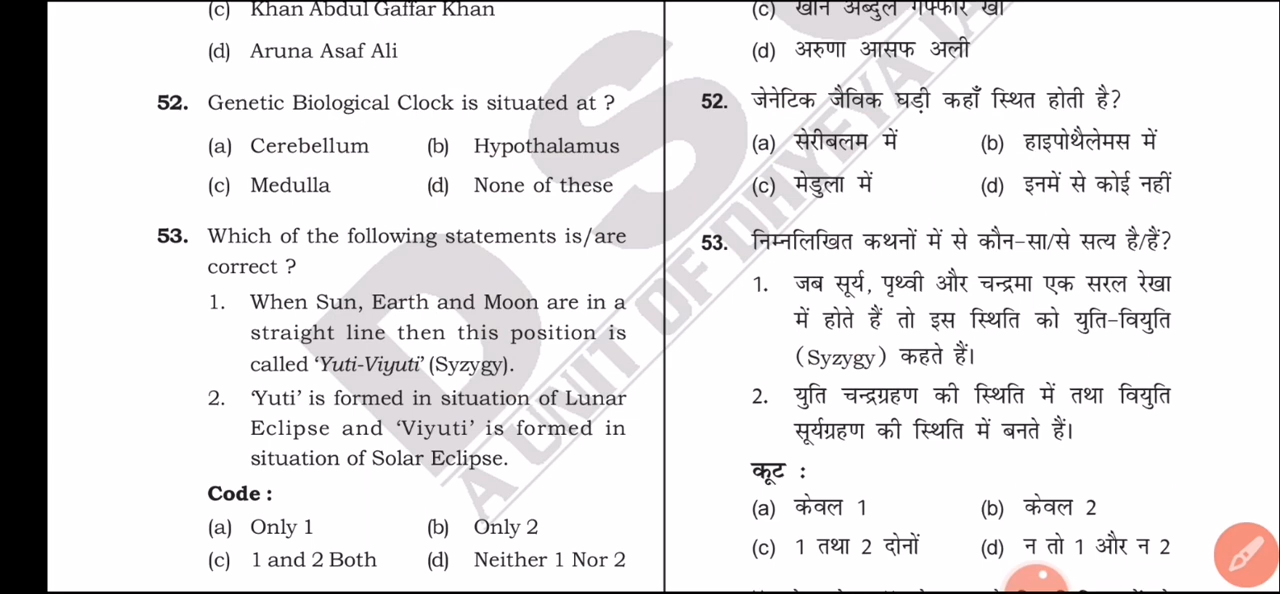 (c) Khan Abdul Gaffar Khan
(d) Aruna Asaf Ali
52. Genetic Biological Clock is situated at ?
(a) Cerebellum (b) Hypothalamus
(c) Medulla (d) None of these
53. Which of the following statements is/are
correct ?
1. When Sun, Earth and Moon are in a
straight line then this position is
called ‘Yuti-Viyuti’ (Syzygy).
2. ‘Yuti’ is formed in situation of Lunar
Eclipse and ‘Viyuti’ is formed in
situation of Solar Eclipse.
Code :
(a) Only 1 (b) Only 2
(c) 1 and 2 Both (d) Neither 1 Nor 2
(c) खान अब्दुल गफ्फार खाँ
(d) अरुणा आसफ अली
52. जेनेटिक जैविक घड़ी कहाँ स्थित होती है?
(a) सेरीबलम में (b) हाइपोथैलेमस में
(c) मेडुला में (d) इनमें से कोई नहीं
53. निम्नलिखित कथनों में से कौन-सा/से सत्य है/हैं?
1. जब सूर्य, पृथ्वी और चन्द्रमा एक सरल रेखा
में होते हैं तो इस स्थिति को युति-वियुति
(Syzygy) कहते हैं।
2. युति चन्द्रग्रहण की स्थिति में तथा वियुति
सूर्यग्रहण की स्थिति में बनते हैं।
कूट :
(a) केवल 1 (b) केवल 2
(c) 1 तथा 2 दोनों (d) न तो 1 और न 2
D S
A UNIT OF DHYEYA IA